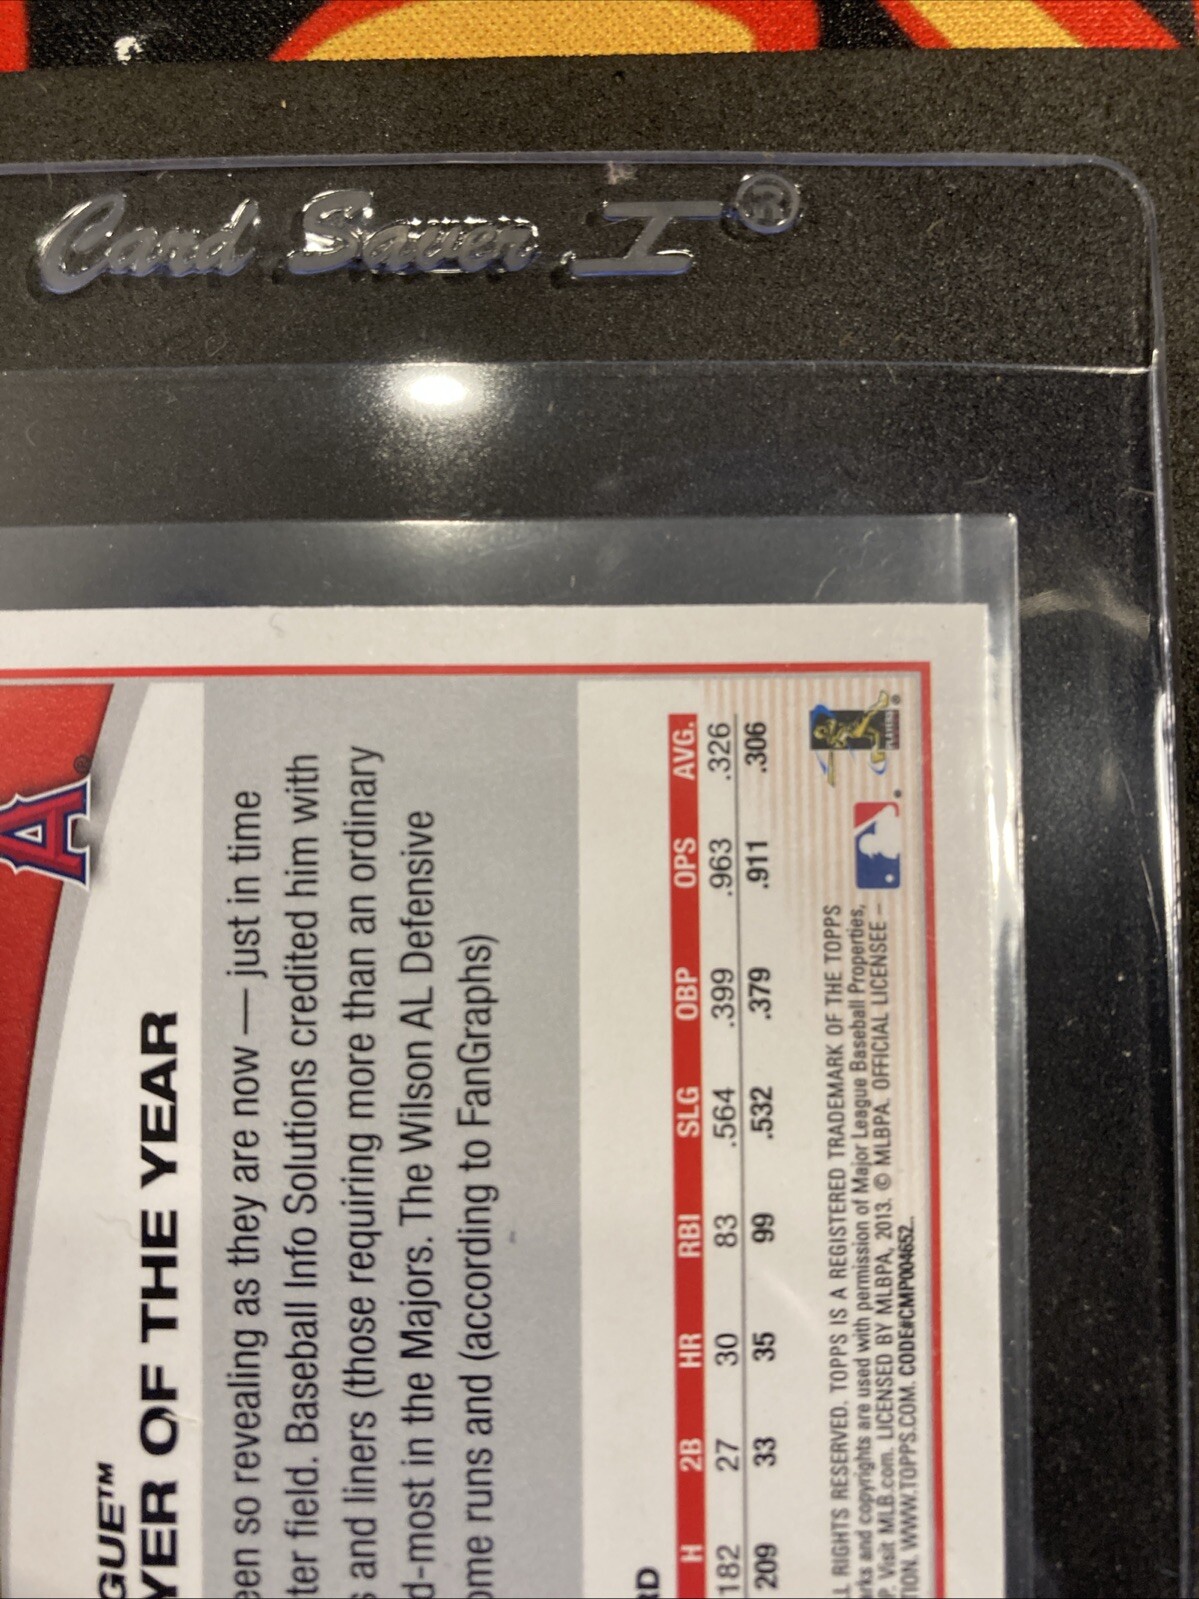 Card Saver I ®
A®
GUE™
YER OF THE YEAR
een so revealing as they are now — just in time
ter field. Baseball Info Solutions credited him with
s and liners (those requiring more than an ordinary
d-most in the Majors. The Wilson AL Defensive
ome runs and (according to FanGraphs)
RD
H 2B HR RBI SLG OBP OPS AVG.
182 27 30 83 .564 .399 .963 .326
209 33 35 99 .532 .379 .911 .306
LL RIGHTS RESERVED. TOPPS IS A REGISTERED TRADEMARK OF THE TOPPS
arks and copyrights are used with permission of Major League Baseball Properties,
P. Visit MLB.com. LICENSED BY MLBPA, 2013. © MLBPA. OFFICIAL LICENSEE –
TION. WWW.TOPPS.COM. CODE#CMP004652.